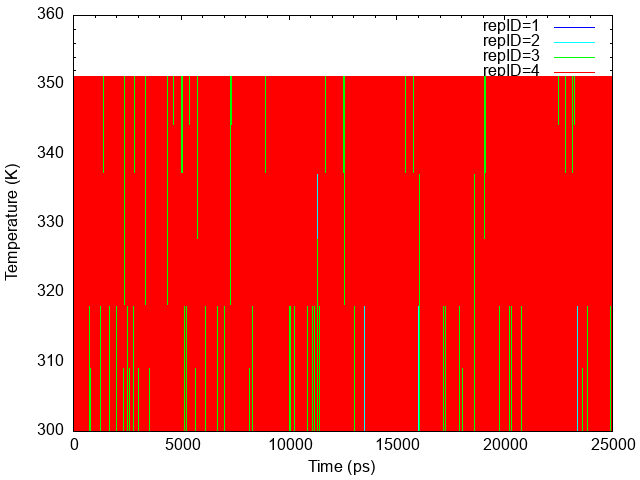 360
350
340
330
320
310
300
Temperature (K)
repID=1
repID=2
repID=3
repID=4
0
5000
10000
15000
20000
25000
Time (ps)